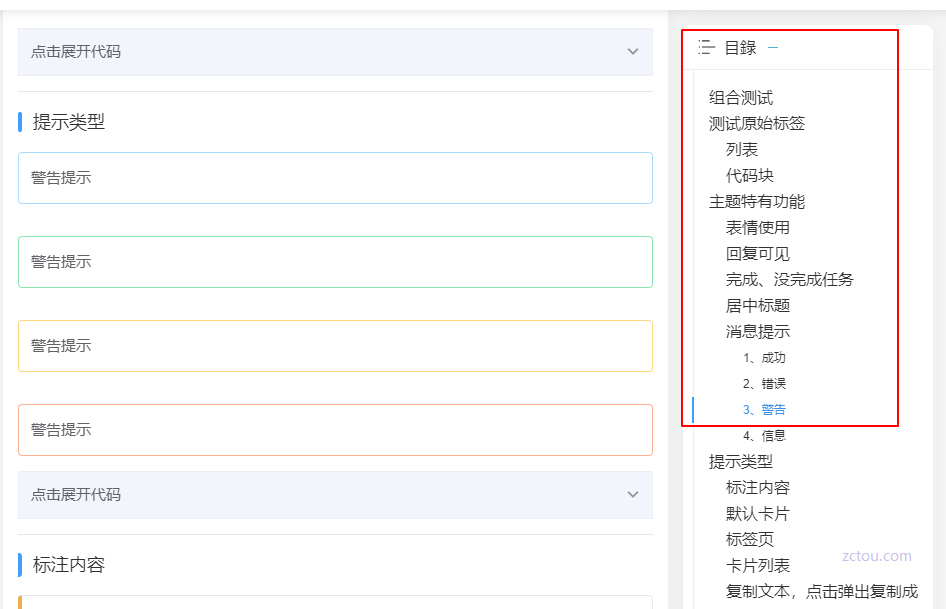 点击展开代码
提示类型
警告提示
警告提示
警告提示
警告提示
点击展开代码
标注内容
目錄
组合测试
测试原始标签
列表
代码块
主题特有功能
表情使用
回复可见
完成、没完成任务
居中标题
消息提示
1、成功
2、错误
3、警告
4、信息
提示类型
标注内容
默认卡片
标签页
卡片列表
复制文本，点击弹出复制成
zctou.com